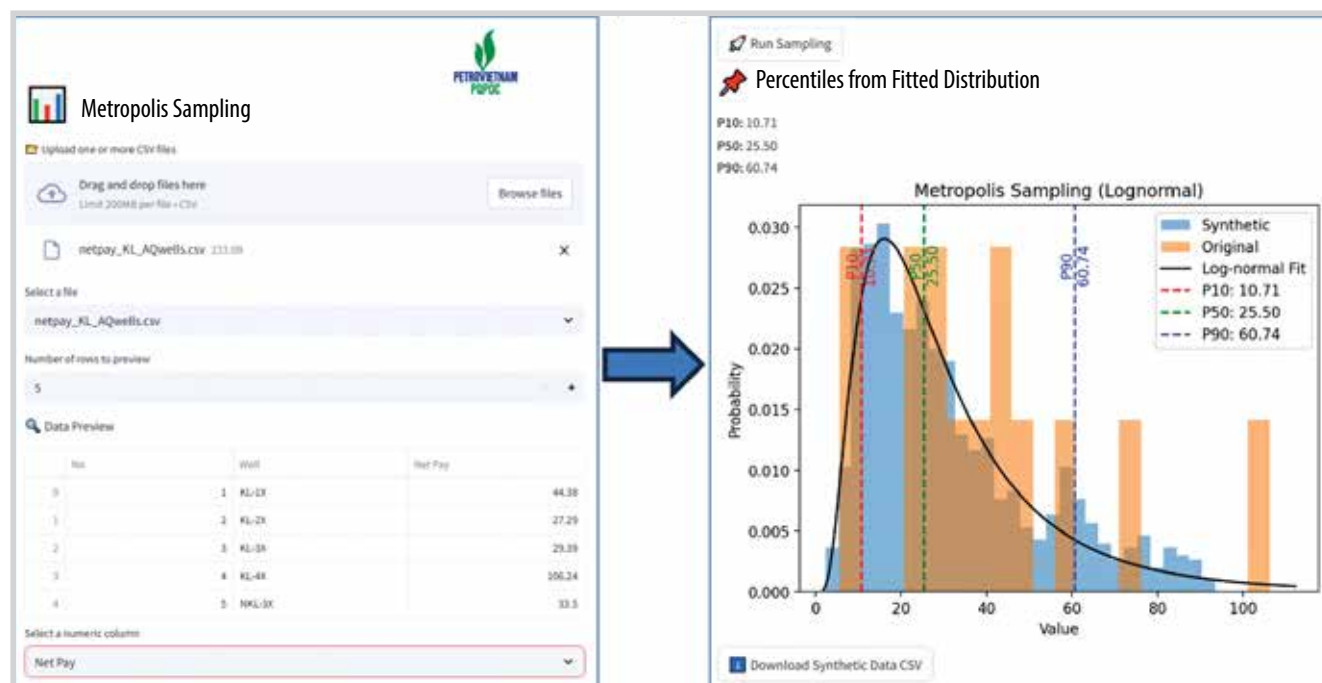 PETROVIETNAM
PQPOC
Metropolis Sampling
Upload one or more CSV files
Drag and drop files here
Limit 200MB per file • CSV
Browse files
netpay_KL_AQwells.csv
Select a file
netpay_KL_AQwells.csv
Number of rows to preview
5
Data Preview
No. Well Net Pay
0 1 KL-1X 44.38
1 2 KL-2X 27.29
2 3 KL-3X 29.39
3 4 KL-4X 106.24
4 5 NKL-3X 33.5
Select a numeric column
Net Pay
Run Sampling
Percentiles from Fitted Distribution
P10: 10.71
P50: 25.50
P90: 60.74
Metropolis Sampling (Lognormal)
Synthetic
Original
Log-normal Fit
P10: 10.71
P50: 25.50
P90: 60.74
P10
P50
25.50
P90
60.74
0.030
0.025
0.020
0.015
0.010
0.005
0.000
Probability
0 20 40 60 80 100
Value
Download Synthetic Data CSV